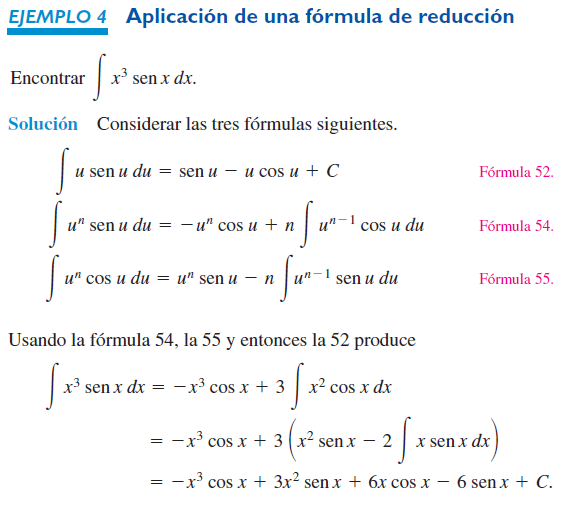 EJEMPLO 4 Aplicación de una fórmula de reducción
Encontrar ∫ x³ sen x dx.
Solución Considerar las tres fórmulas siguientes.
∫ u sen u du = sen u − u cos u + C Fórmula 52.
∫ uⁿ sen u du = −uⁿ cos u + n ∫ uⁿ⁻¹ cos u du Fórmula 54.
∫ uⁿ cos u du = uⁿ sen u − n ∫ uⁿ⁻¹ sen u du Fórmula 55.
Usando la fórmula 54, la 55 y entonces la 52 produce
∫ x³ sen x dx = −x³ cos x + 3 ∫ x² cos x dx
= −x³ cos x + 3 (x² sen x − 2 ∫ x sen x dx)
= −x³ cos x + 3x² sen x + 6x cos x − 6 sen x + C.